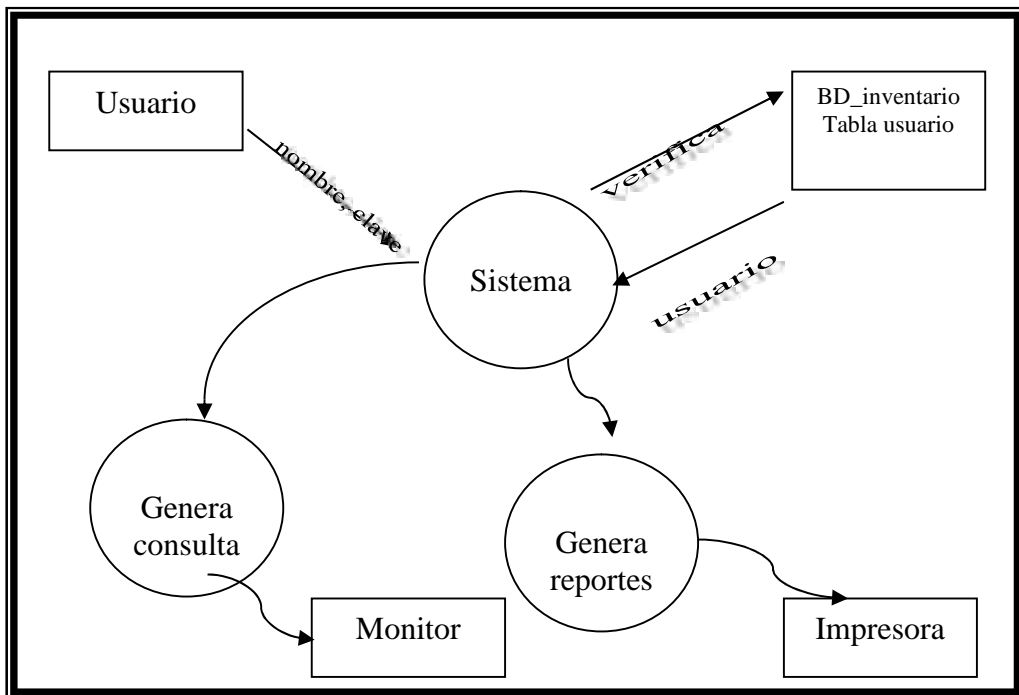 Usuario
BD_inventario
Tabla usuario
nombre, clave
verifica
Sistema
usuario
Genera
consulta
Genera
reportes
Monitor
Impresora